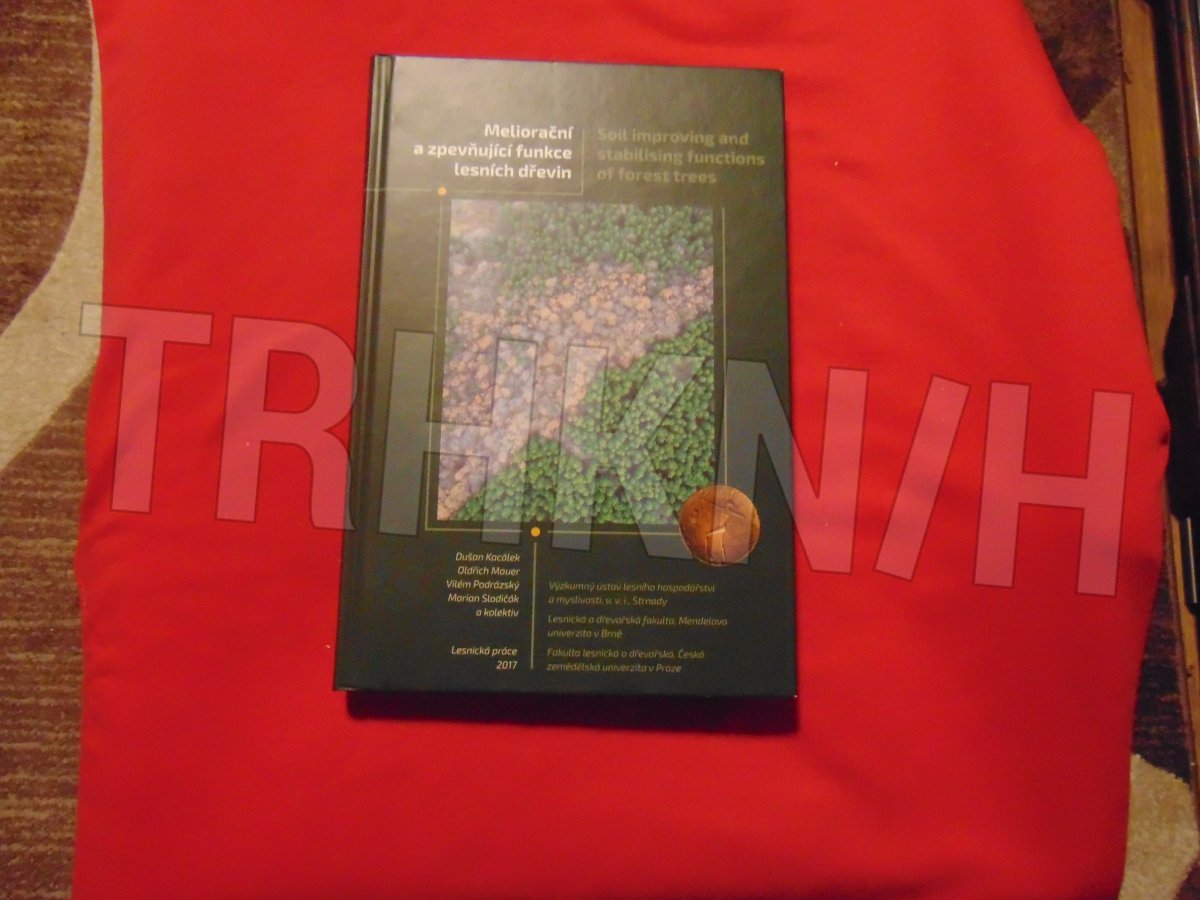 Meliorační
a zpevňující funkce
lesních dřevin
Soil improving and
stabilising functions
of forest trees
TRHKN/H
Dušan Kacálek
Oldřich Mauer
Vilém Podrázský
Marian Slodičák
a kolektiv
Lesnická práce
2017
Výzkumný ústav lesního hospodářství
a myslivosti, v. v. i., Strnady
Lesnická a dřevařská fakulta, Mendelova
univerzita v Brně
Fakulta lesnická a dřevařská, Česká
zemědělská univerzita v Praze